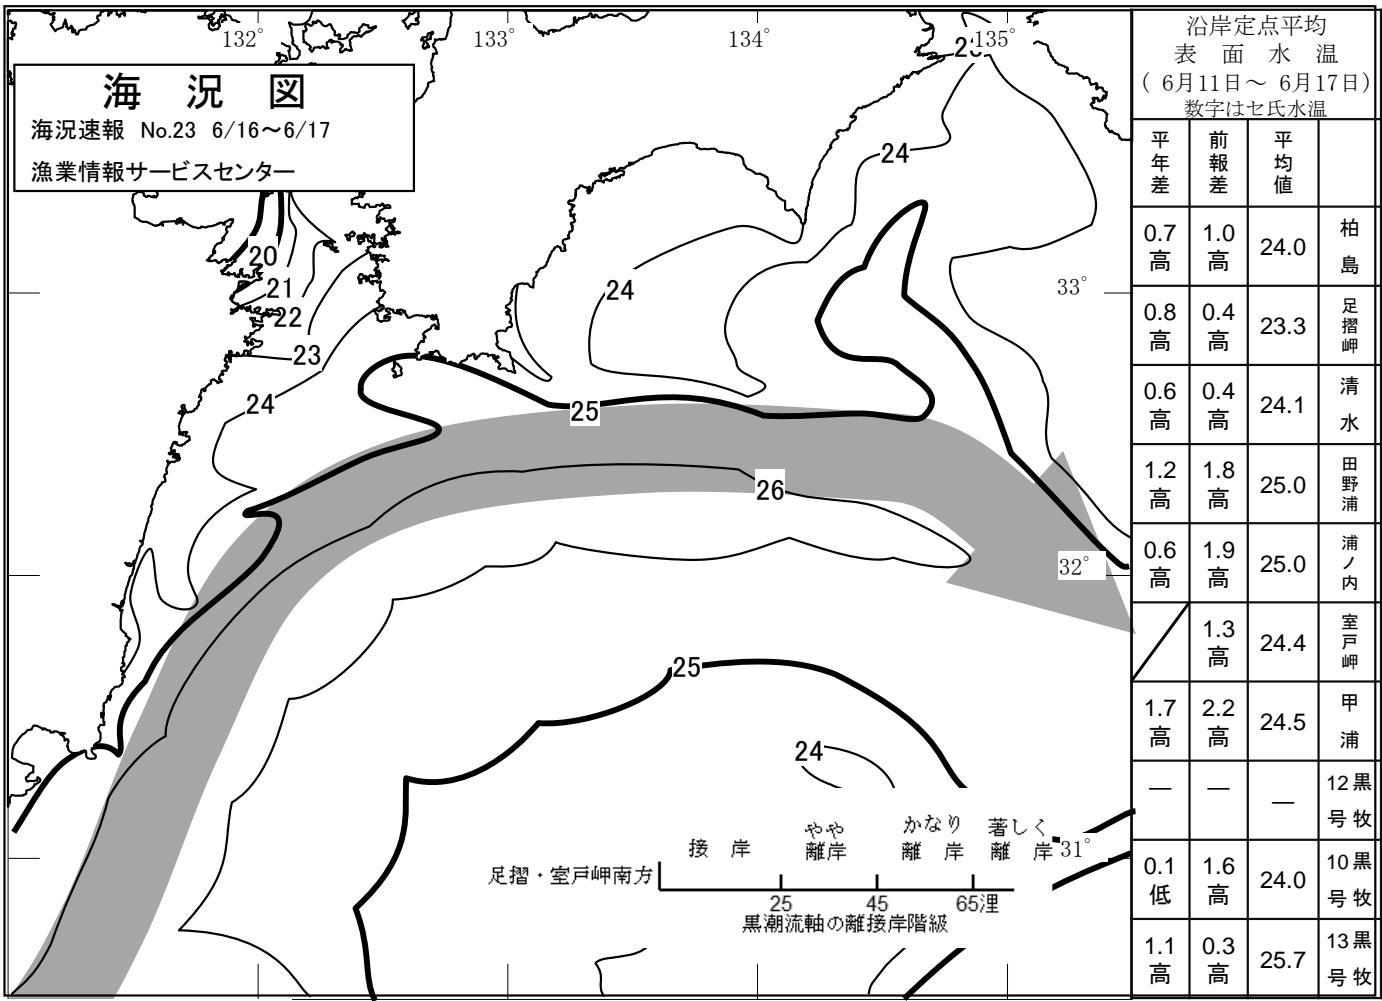 海 況 図
海況速報 No.23 6/16～6/17
漁業情報サービスセンター
132°
133°
134°
135°
33°
32°
31°
24
20
21
22
23
24
24
25
26
25
24
接 岸
やや
離岸
かなり
離 岸
著しく
離 岸
足摺・室戸岬南方
25
45
65浬
黒潮流軸の離接岸階級
沿岸定点平均
表 面 水 温
( 6月11日～ 6月17日)
数字はセ氏水温
平年差 前報差 平均値
0.7高 1.0高 24.0 柏島
0.8高 0.4高 23.3 足摺岬
0.6高 0.4高 24.1 清水
1.2高 1.8高 25.0 田野浦
0.6高 1.9高 25.0 浦ノ内
1.3高 24.4 室戸岬
1.7高 2.2高 24.5 甲浦
— — — 黒牧12号
0.1低 1.6高 24.0 黒牧10号
1.1高 0.3高 25.7 黒牧13号